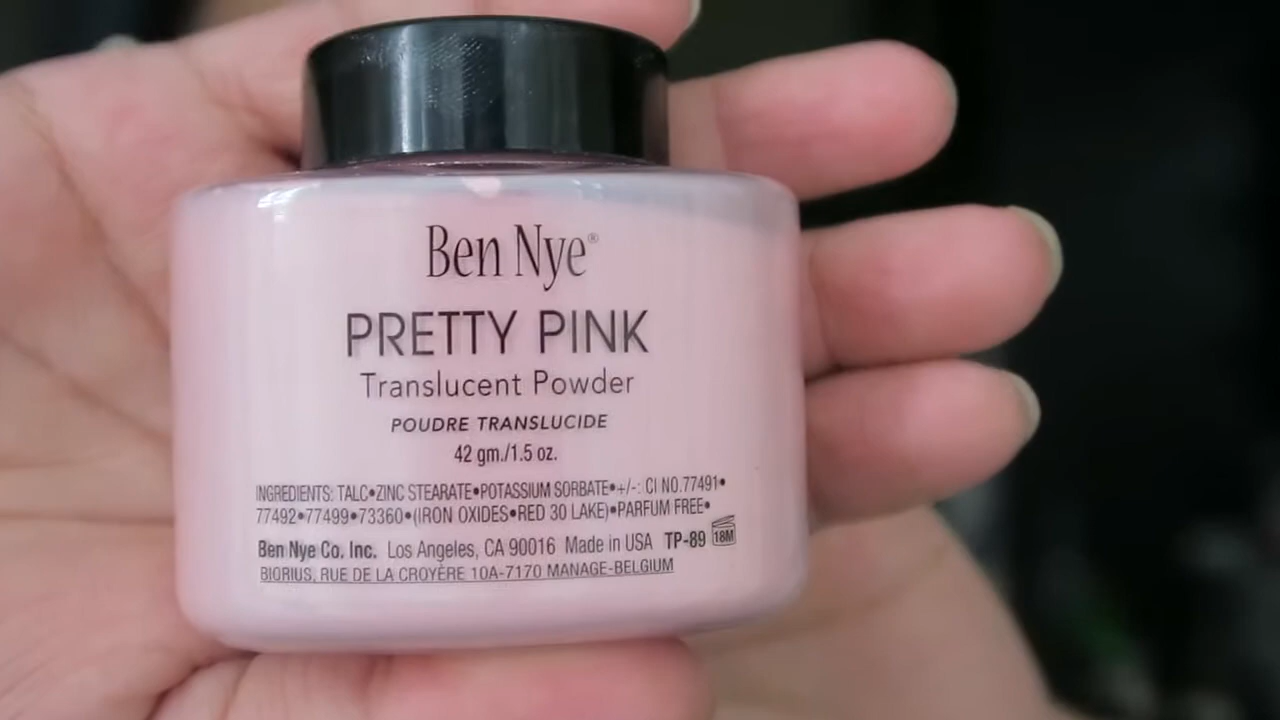 Ben Nye®
PRETTY PINK
Translucent Powder
POUDRE TRANSLUCIDE
42 gm./1.5 oz.
INGREDIENTS: TALC•ZINC STEARATE•POTASSIUM SORBATE•+/-: CI NO.77491•
77492•77499•73360•(IRON OXIDES•RED 30 LAKE)•PARFUM FREE•
Ben Nye Co. Inc. Los Angeles, CA 90016 Made in USA TP-89 18M
BIORIUS, RUE DE LA CROYÈRE 10A-7170 MANAGE-BELGIUM